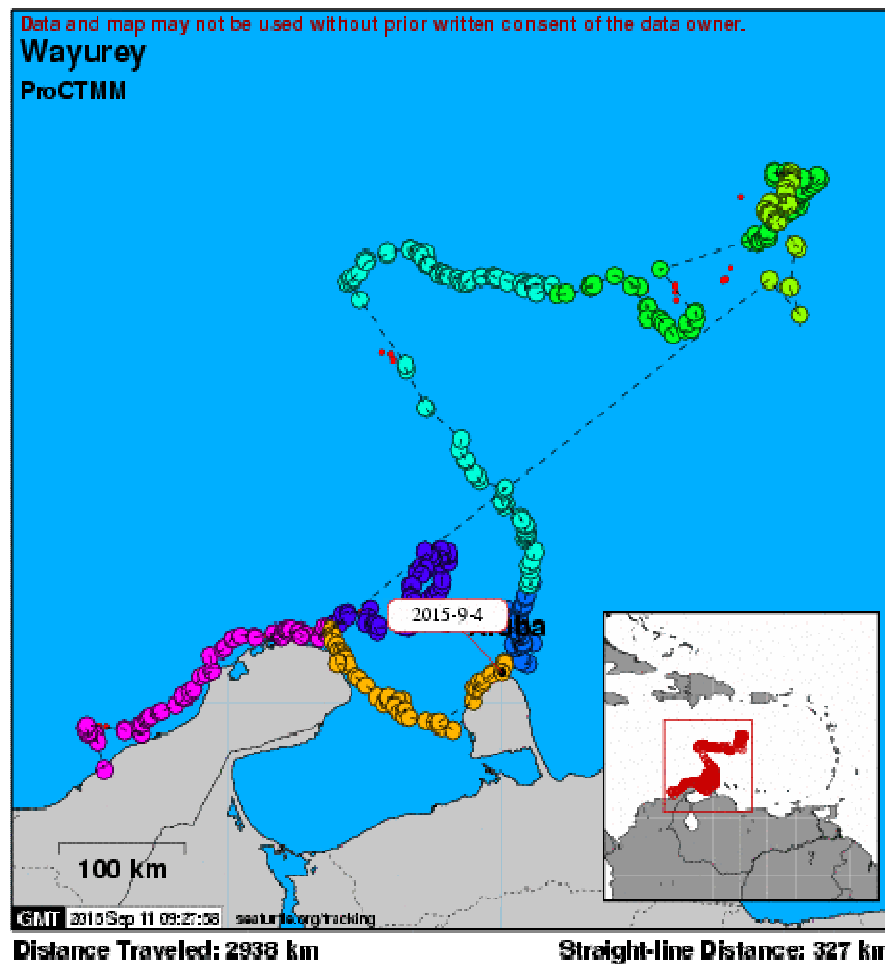 Data and map may not be used without prior written consent of the data owner.
Wayurey
ProCTMM
2015-9-4
100 km
GMT 2015 Sep 11 09:27:58 seaturtle.org/tracking
Distance Traveled: 2938 km Straight-line Distance: 327 km